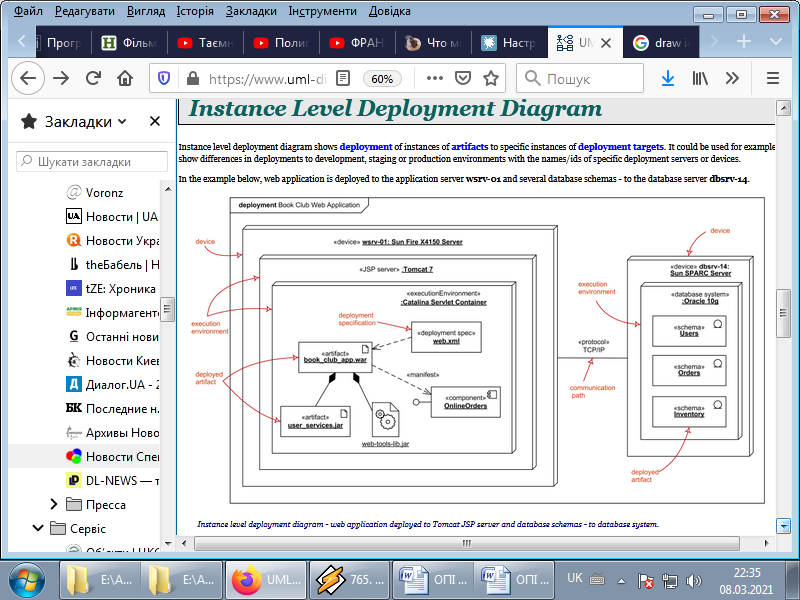 Файл Редагувати Вигляд Історія Закладки Інструменти Довідка
Прогр Фільм Таємн Полиг ФРАН Что м Настр UM draw i
https://www.uml-di 60% Пошук
Закладки
Шукати закладки
Voronz
Новости | UA
Новости Укра
theБабель | Н
tZE: Хроника
Інформагент
Останні нови
Новости Киев
Диалог.UA - 2
Последние н
Архивы Ново
Новости Спец
DL-NEWS — т
Пресса
Сервіс
Instance Level Deployment Diagram
Instance level deployment diagram shows deployment of instances of artifacts to specific instances of deployment targets. It could be used for example
show differences in deployments to development, staging or production environments with the names/ids of specific deployment servers or devices.
In the example below, web application is deployed to the application server wsrv-01 and several database schemas - to the database server dbsrv-14.
deployment Book Club Web Application
device
«device» wsrv-01: Sun Fire X4150 Server
«JSP server» :Tomcat 7
«executionEnvironment»
:Catalina Servlet Container
execution
environment
deployment
specification
«deployment spec»
web.xml
«artifact»
book_club_app.war
deployed
artifact
«manifest»
«component»
OnlineOrders
«artifact»
user_services.jar
web-tools-lib.jar
«protocol»
TCP/IP
communication
path
device
«device» dbsrv-14:
Sun SPARC Server
execution
environment
«database system»
:Oracle 10g
«schema»
Users
«schema»
Orders
«schema»
Inventory
deployed
artifact
Instance level deployment diagram - web application deployed to Tomcat JSP server and database schemas - to database system.
E:\A... E:\A... UML... 765. ... ОПІ ... ОПІ ... UK 22:35
08.03.2021